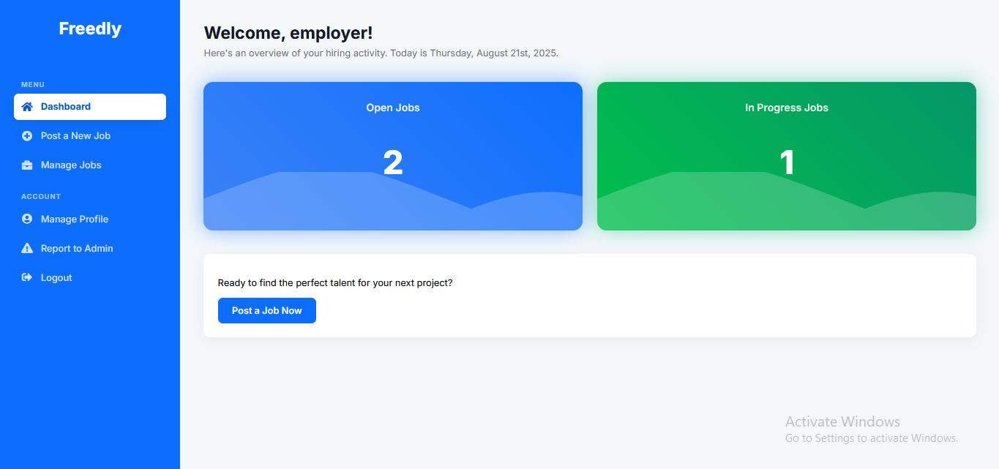 Freedly
MENU
Dashboard
Post a New Job
Manage Jobs
ACCOUNT
Manage Profile
Report to Admin
Logout
Welcome, employer!
Here's an overview of your hiring activity. Today is Thursday, August 21st, 2025.
Open Jobs
2
In Progress Jobs
1
Ready to find the perfect talent for your next project?
Post a Job Now
Activate Windows
Go to Settings to activate Windows.